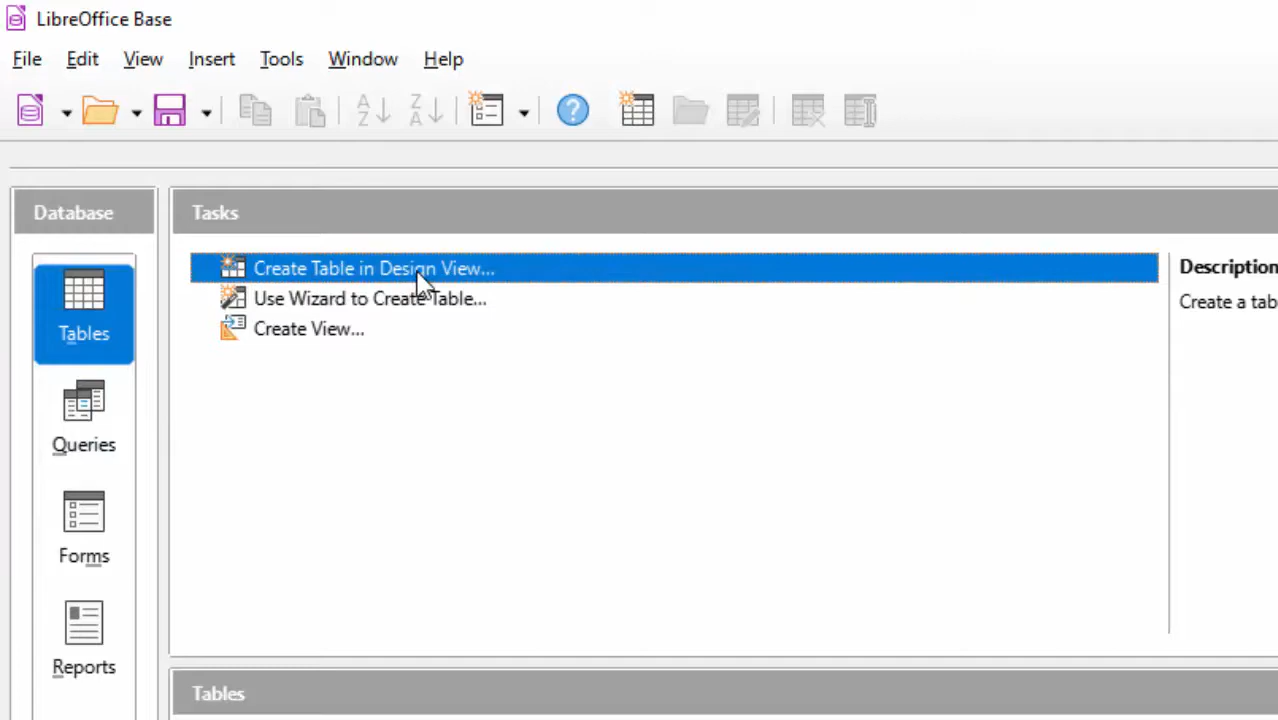 LibreOffice Base
File Edit View Insert Tools Window Help
Database
Tasks
Create Table in Design View...
Use Wizard to Create Table...
Create View...
Description
Create a tab
Tables
Queries
Forms
Reports
Tables